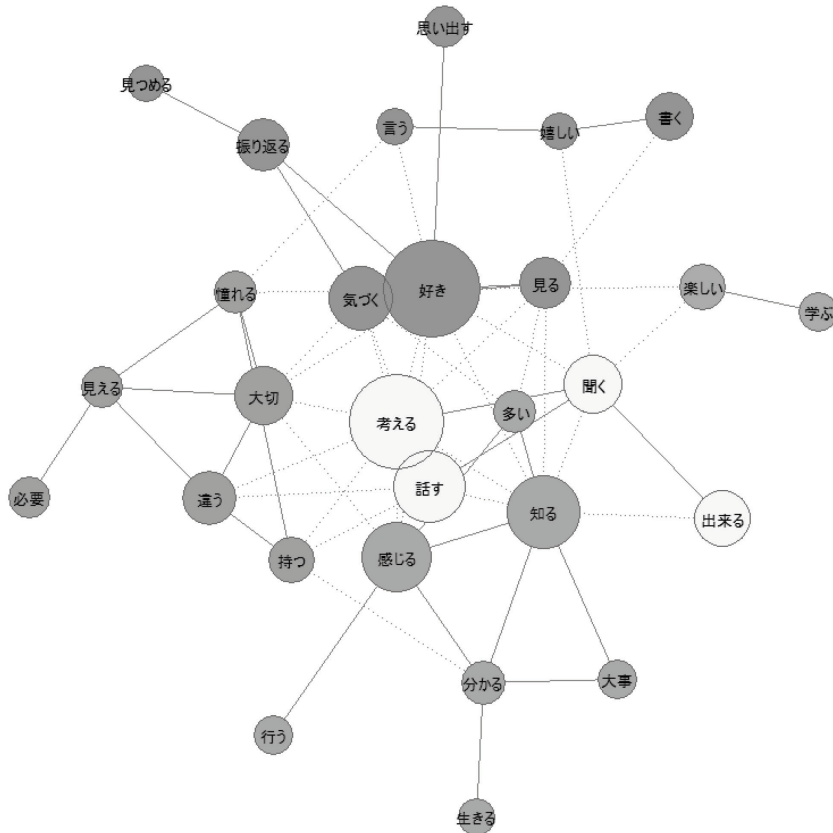 思い出す
見つめる
言う
嬉しい
書く
振り返る
憧れる
気づく
好き
見る
楽しい
学ぶ
見える
大切
考える
多い
聞く
必要
違う
話す
知る
出来る
持つ
感じる
分かる
大事
行う
生きる